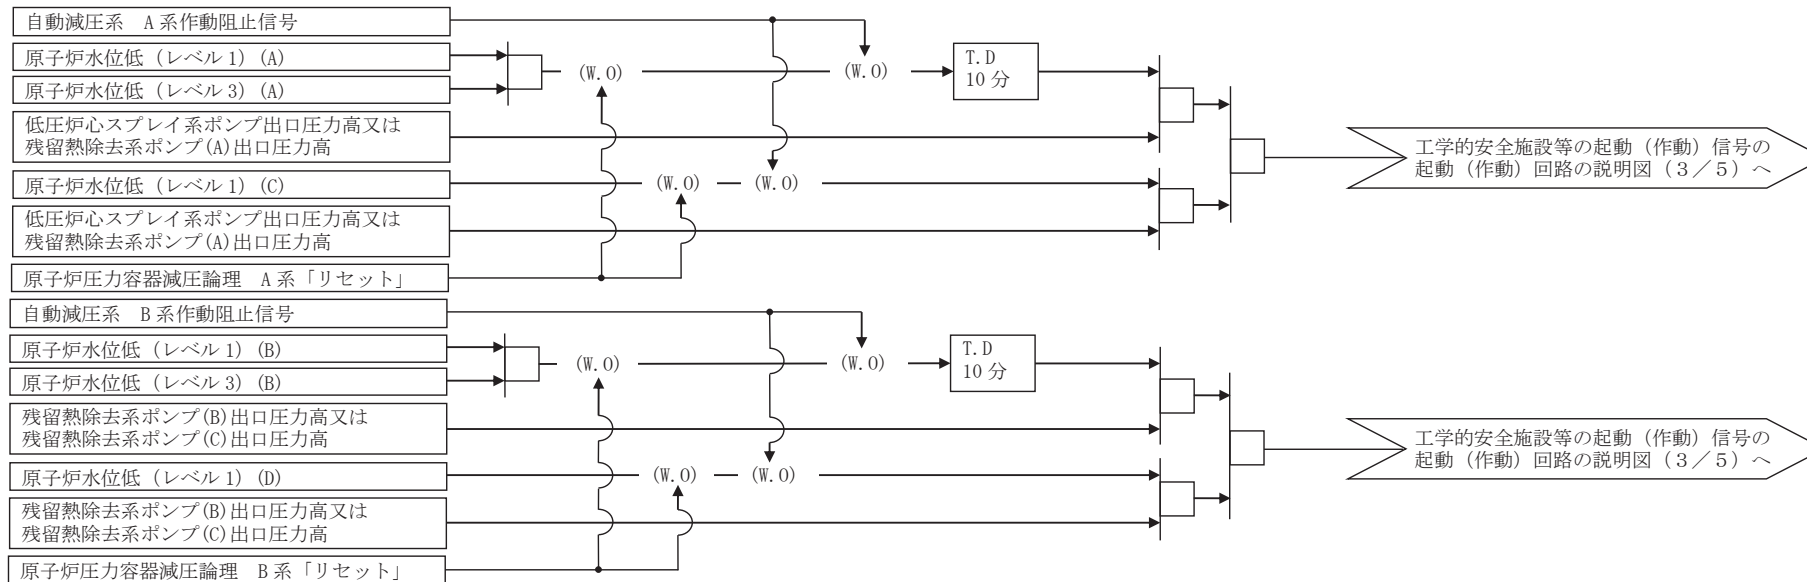 自動減圧系　A系作動阻止信号
原子炉水位低（レベル1）(A)
原子炉水位低（レベル3）(A)
(W.O)
(W.O)
T.D
10分
低圧炉心スプレイ系ポンプ出口圧力高又は
残留熱除去系ポンプ(A)出口圧力高
工学的安全施設等の起動（作動）信号の
起動（作動）回路の説明図（３／５）へ
原子炉水位低（レベル1）(C)
(W.O)
(W.O)
低圧炉心スプレイ系ポンプ出口圧力高又は
残留熱除去系ポンプ(A)出口圧力高
原子炉圧力容器減圧論理　A系「リセット」
自動減圧系　B系作動阻止信号
原子炉水位低（レベル1）(B)
原子炉水位低（レベル3）(B)
(W.O)
(W.O)
T.D
10分
残留熱除去系ポンプ(B)出口圧力高又は
残留熱除去系ポンプ(C)出口圧力高
工学的安全施設等の起動（作動）信号の
起動（作動）回路の説明図（３／５）へ
原子炉水位低（レベル1）(D)
(W.O)
(W.O)
残留熱除去系ポンプ(B)出口圧力高又は
残留熱除去系ポンプ(C)出口圧力高
原子炉圧力容器減圧論理　B系「リセット」